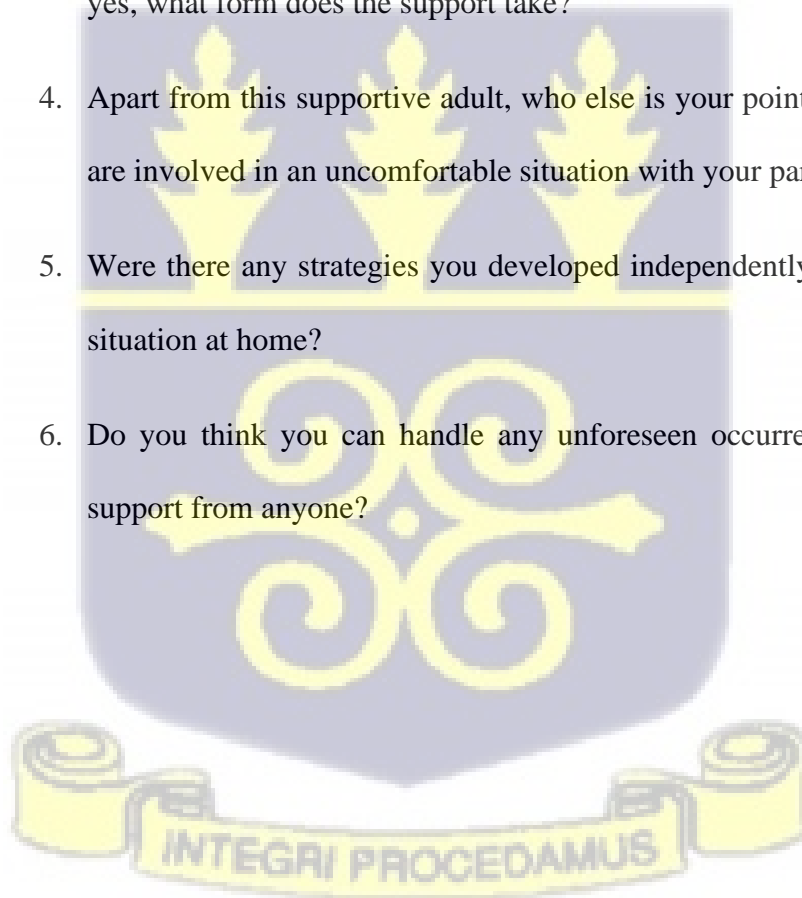 yes, what form does the support take?
4. Apart from this supportive adult, who else is your point
are involved in an uncomfortable situation with your par
5. Were there any strategies you developed independently
situation at home?
6. Do you think you can handle any unforeseen occurre
support from anyone?
INTEGRI PROCEDAMUS